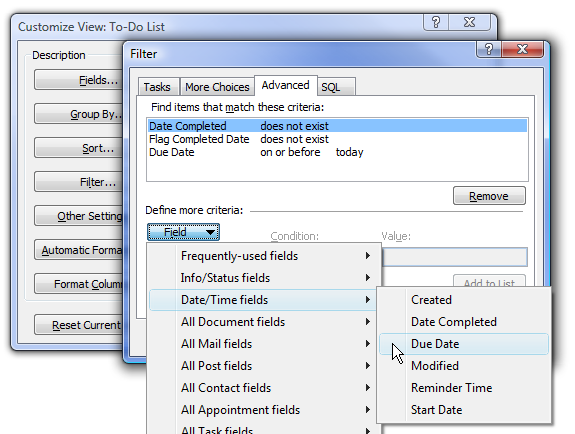 Customize View: To-Do List
Description
Fields...
Group By...
Sort...
Filter...
Other Setting
Automatic Forma
Format Colum
Reset Current
Filter
Tasks
More Choices
Advanced
SQL
Find items that match these criteria:
Date Completed does not exist
Flag Completed Date does not exist
Due Date on or before today
Remove
Define more criteria:
Field
Condition:
Value:
Add to List
Frequently-used fields
Info/Status fields
Date/Time fields
All Document fields
All Mail fields
All Post fields
All Contact fields
All Appointment fields
All Task fields
Created
Date Completed
Due Date
Modified
Reminder Time
Start Date